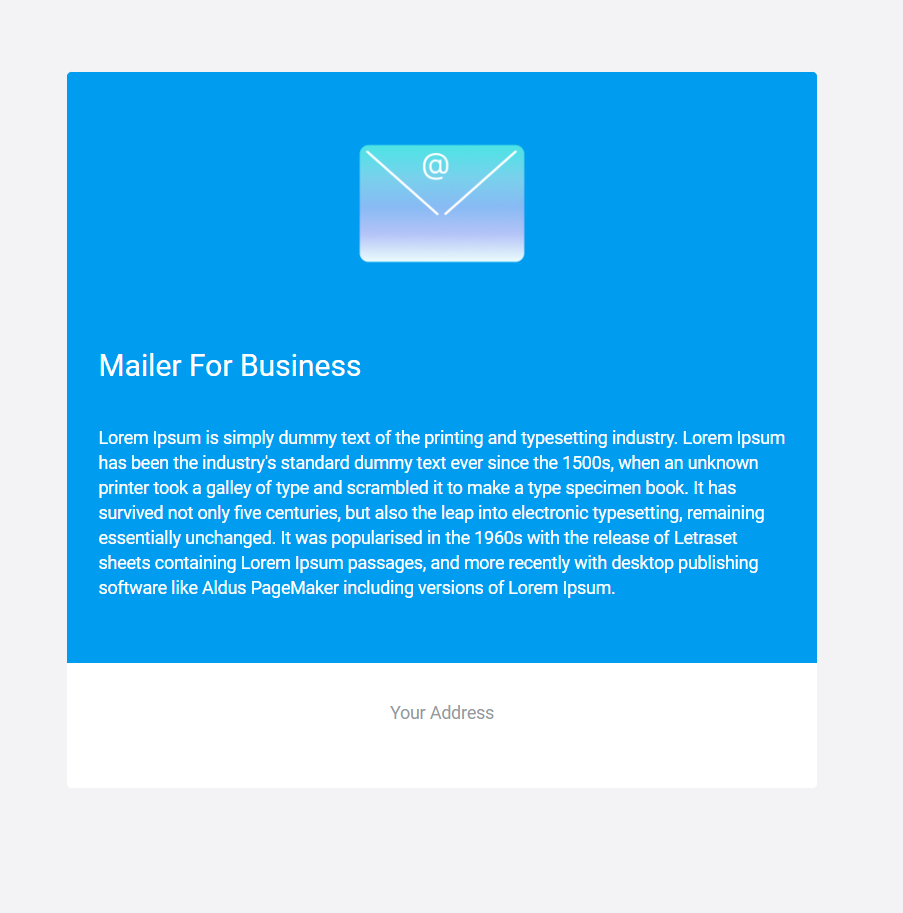 @
Mailer For Business
Lorem Ipsum is simply dummy text of the printing and typesetting industry. Lorem Ipsum
has been the industry's standard dummy text ever since the 1500s, when an unknown
printer took a galley of type and scrambled it to make a type specimen book. It has
survived not only five centuries, but also the leap into electronic typesetting, remaining
essentially unchanged. It was popularised in the 1960s with the release of Letraset
sheets containing Lorem Ipsum passages, and more recently with desktop publishing
software like Aldus PageMaker including versions of Lorem Ipsum.
Your Address